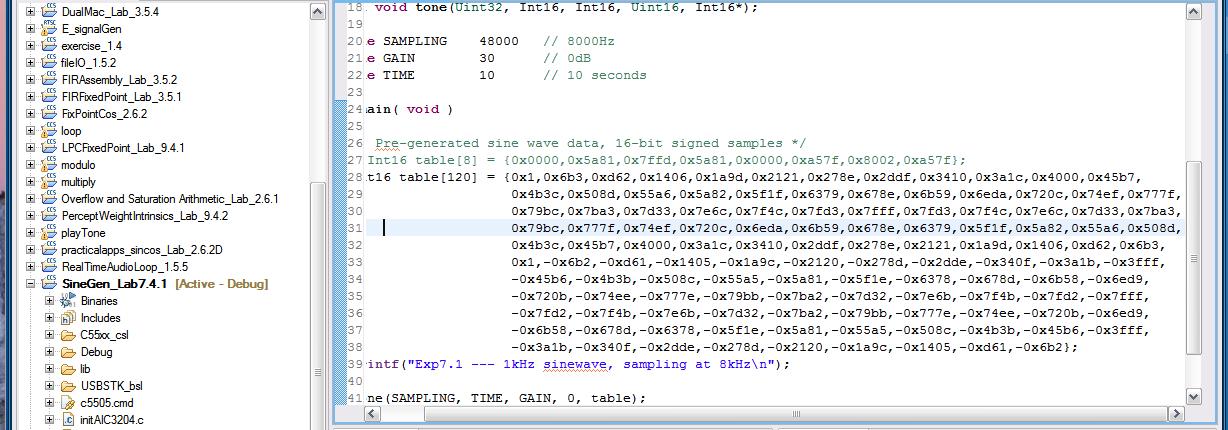 DualMac_Lab_3.5.4
E_signalGen
exercise_1.4
fileIO_1.5.2
FIRAssembly_Lab_3.5.2
FIRFixedPoint_Lab_3.5.1
FixPointCos_2.6.2
loop
LPCFixedPoint_Lab_9.4.1
modulo
multiply
Overflow and Saturation Arithmetic_Lab_2.6.1
PerceptWeightIntrinsics_Lab_9.4.2
playTone
practicalapps_sincos_Lab_2.6.2D
RealTimeAudioLoop_1.5.5
SineGen_Lab7.4.1 [Active - Debug]
Binaries
Includes
C55xx_csl
Debug
lib
USBSTK_bsl
c5505.cmd
initAIC3204.c
18 void tone(Uint32, Int16, Int16, Uint16, Int16*);
19
20 e SAMPLING 48000 // 8000Hz
21 e GAIN 30 // 0dB
22 e TIME 10 // 10 seconds
23
24 ain( void )
25
26 Pre-generated sine wave data, 16-bit signed samples */
27 Int16 table[8] = {0x0000,0x5a81,0x7ffd,0x5a81,0x0000,0xa57f,0x8002,0xa57f};
28 t16 table[120] = {0x1,0x6b3,0xd62,0x1406,0x1a9d,0x2121,0x278e,0x2ddf,0x3410,0x3a1c,0x4000,0x45b7,
29 0x4b3c,0x508d,0x55a6,0x5a82,0x5f1f,0x6379,0x678e,0x6b59,0x6eda,0x720c,0x74ef,0x777f,
30 0x79bc,0x7ba3,0x7d33,0x7e6c,0x7f4c,0x7fd3,0x7fff,0x7fd3,0x7f4c,0x7e6c,0x7d33,0x7ba3,
31 0x79bc,0x777f,0x74ef,0x720c,0x6eda,0x6b59,0x678e,0x6379,0x5f1f,0x5a82,0x55a6,0x508d,
32 0x4b3c,0x45b7,0x4000,0x3a1c,0x3410,0x2ddf,0x278e,0x2121,0x1a9d,0x1406,0xd62,0x6b3,
33 0x1,-0x6b2,-0xd61,-0x1405,-0x1a9c,-0x2120,-0x278d,-0x2dde,-0x340f,-0x3a1b,-0x3fff,
34 -0x45b6,-0x4b3b,-0x508c,-0x55a5,-0x5a81,-0x5f1e,-0x6378,-0x678d,-0x6b58,-0x6ed9,
35 -0x720b,-0x74ee,-0x777e,-0x79bb,-0x7ba2,-0x7d32,-0x7e6b,-0x7f4b,-0x7fd2,-0x7fff,
36 -0x7fd2,-0x7f4b,-0x7e6b,-0x7d32,-0x7ba2,-0x79bb,-0x777e,-0x74ee,-0x720b,-0x6ed9,
37 -0x6b58,-0x678d,-0x6378,-0x5f1e,-0x5a81,-0x55a5,-0x508c,-0x4b3b,-0x45b6,-0x3fff,
38 -0x3a1b,-0x340f,-0x2dde,-0x278d,-0x2120,-0x1a9c,-0x1405,-0xd61,-0x6b2};
39 intf("Exp7.1 --- 1kHz sinewave, sampling at 8kHz\n");
40
41 ne(SAMPLING, TIME, GAIN, 0, table);